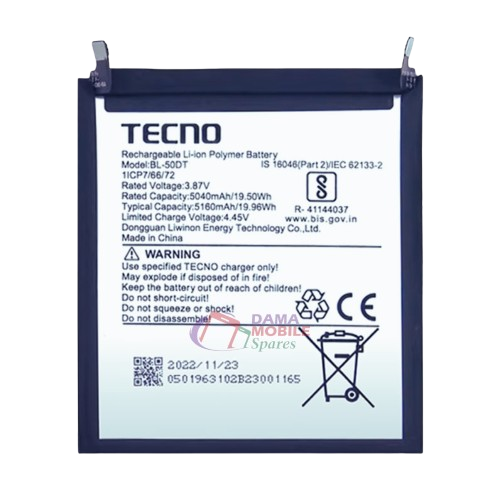 TECNO
Rechargeable Li-ion Polymer Battery
Model:BL-50DT
IS 16046(Part 2)/IEC 62133-2
1ICP7/66/72
Rated Voltage: 3.87V
Rated Capacity: 5040mAh/19.50Wh
Typical Capacity: 5160mAh/19.96Wh
R- 41144037
Limited Charge Voltage: 4.45V
www.bis.gov.in
Dongguan Liwinon Energy Technology Co., Ltd.
Made in China
WARNING
Use specified TECNO charger only!
May explode if disposed of in fire!
Keep the battery out of reach of children!
Do not short-circuit!
Do not squeeze or shock!
Do not disassemble!
CE
DAMA
MOBILE
Spares
2022/11/23
0501963102B23001165